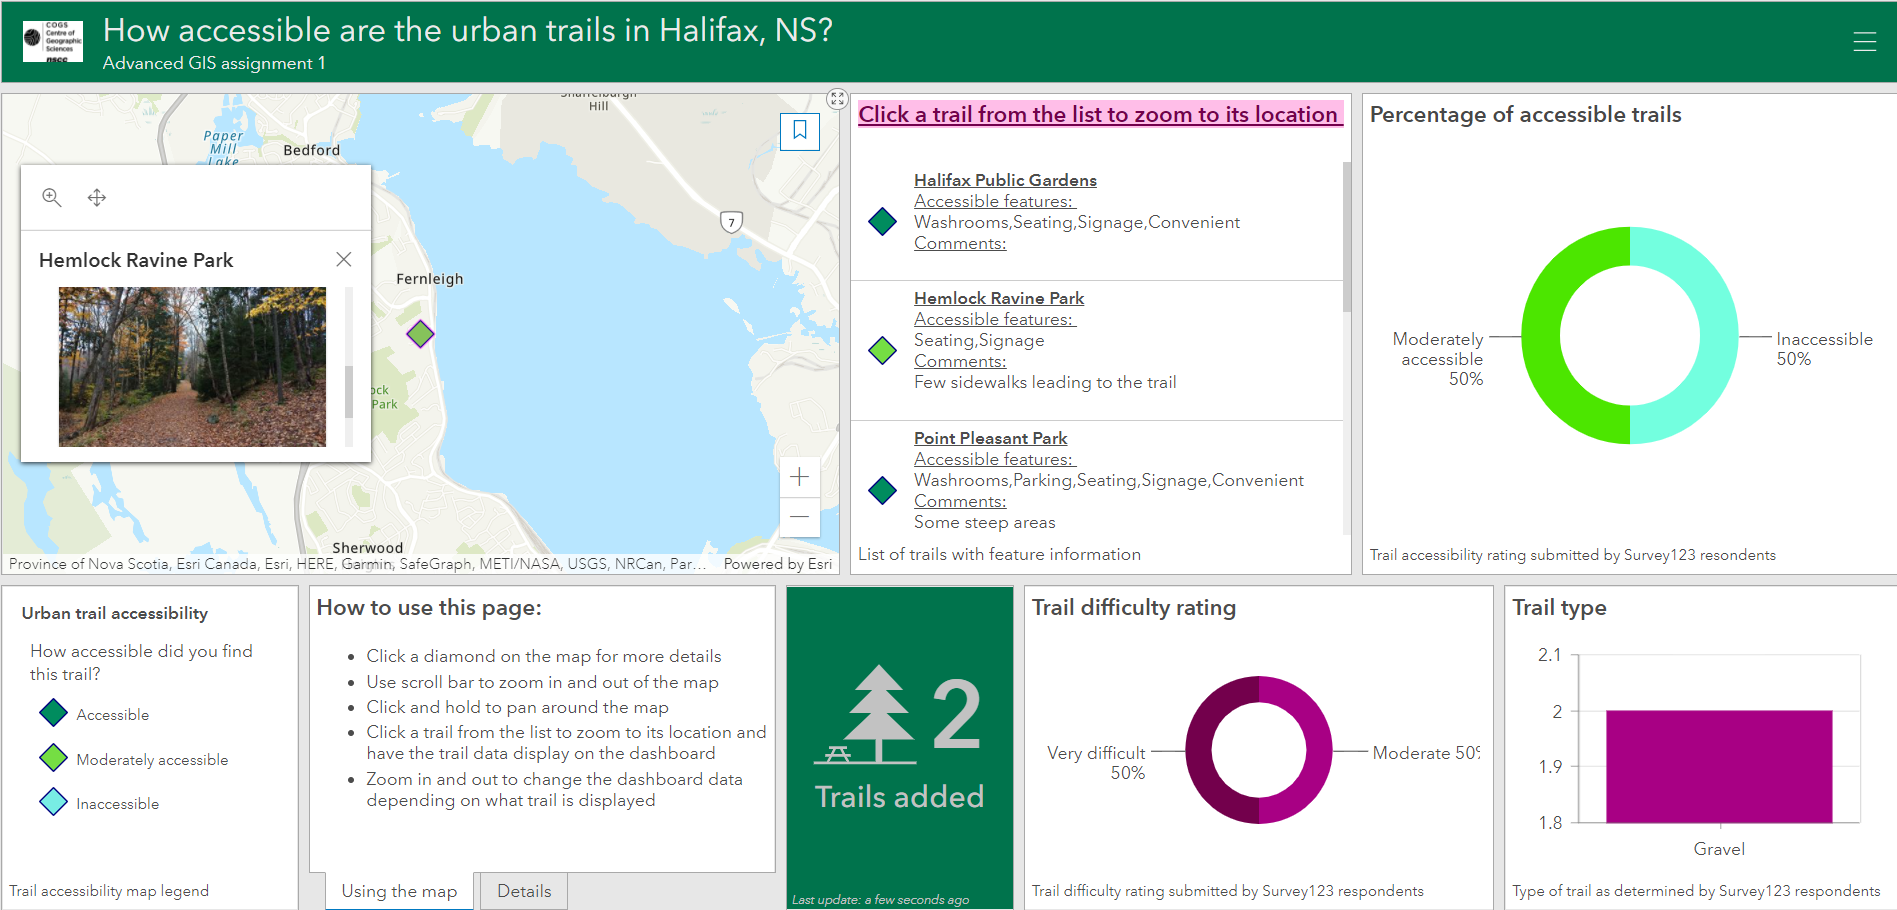 COGS
Centre of
Geographic
Sciences
nscc
How accessible are the urban trails in Halifax, NS?
Advanced GIS assignment 1
Hill
Paper
Mill
Lake
Bedford
7
Hemlock Ravine Park
Fernleigh
Park
Sherwood
Province of Nova Scotia, Esri Canada, Esri, HERE, Garmin, SafeGraph, METI/NASA, USGS, NRCan, Par...
Powered by Esri
Click a trail from the list to zoom to its location
Halifax Public Gardens
Accessible features:
Washrooms,Seating,Signage,Convenient
Comments:
Hemlock Ravine Park
Accessible features:
Seating,Signage
Comments:
Few sidewalks leading to the trail
Point Pleasant Park
Accessible features:
Washrooms,Parking,Seating,Signage,Convenient
Comments:
Some steep areas
List of trails with feature information
Percentage of accessible trails
Moderately
accessible
50%
Inaccessible
50%
Trail accessibility rating submitted by Survey123 resondents
Urban trail accessibility
How accessible did you find
this trail?
Accessible
Moderately accessible
Inaccessible
Trail accessibility map legend
How to use this page:
• Click a diamond on the map for more details
• Use scroll bar to zoom in and out of the map
• Click and hold to pan around the map
• Click a trail from the list to zoom to its location and
have the trail data display on the dashboard
• Zoom in and out to change the dashboard data
depending on what trail is displayed
Using the map
Details
2
Trails added
Last update: a few seconds ago
Trail difficulty rating
Very difficult
50%
Moderate 50%
Trail difficulty rating submitted by Survey123 respondents
Trail type
2.1
2
1.9
1.8
Gravel
Type of trail as determined by Survey123 respondents